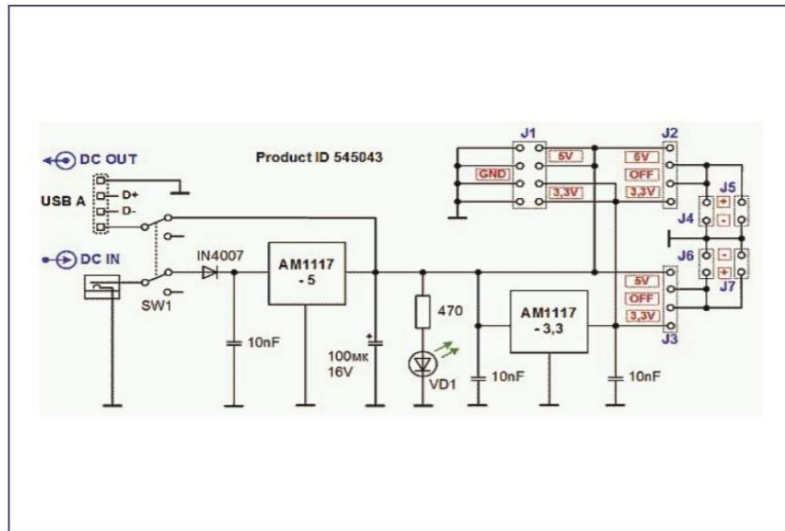 DC OUT
Product ID 545043
USB A
D+
D-
DC IN
SW1
IN4007
10nF
AM1117
- 5
100мк
16V
470
VD1
10nF
AM1117
- 3,3
10nF
J1
5V
GND
3,3V
J2
5V
OFF
3,3V
J5
J4
+
-
J6
-
+
J7
5V
OFF
3,3V
J3
+